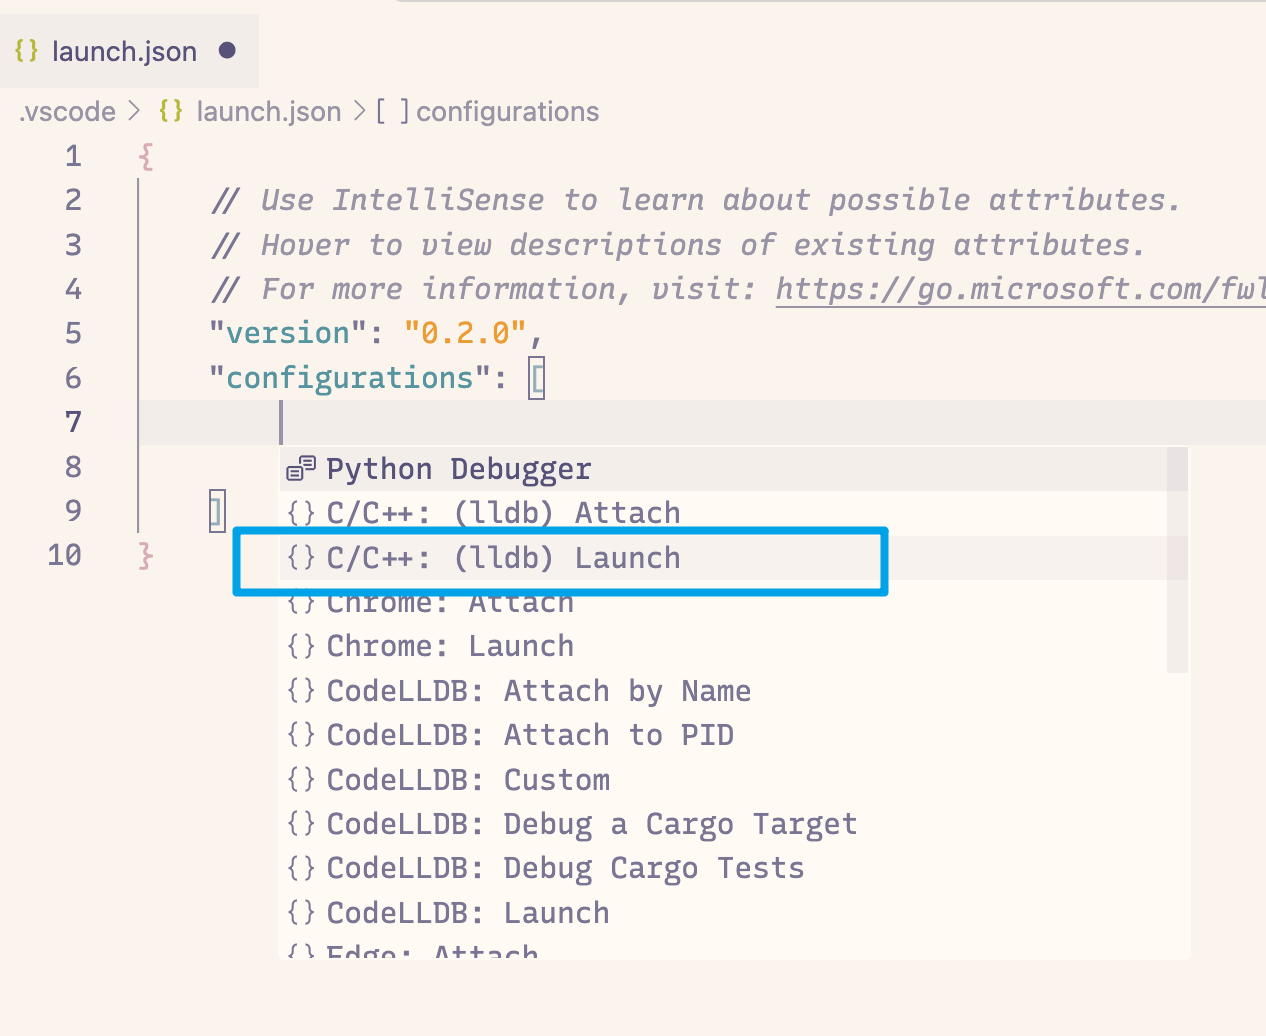 {} launch.json ●
.vscode > {} launch.json > [ ] configurations
1 {
2 // Use IntelliSense to learn about possible attributes.
3 // Hover to view descriptions of existing attributes.
4 // For more information, visit: https://go.microsoft.com/fwl
5 "version": "0.2.0",
6 "configurations": [
7
8
9 ]
10 }
Python Debugger
{} C/C++: (lldb) Attach
{} C/C++: (lldb) Launch
{} Chrome: Attach
{} Chrome: Launch
{} CodeLLDB: Attach by Name
{} CodeLLDB: Attach to PID
{} CodeLLDB: Custom
{} CodeLLDB: Debug a Cargo Target
{} CodeLLDB: Debug Cargo Tests
{} CodeLLDB: Launch
{} Edge: Attach